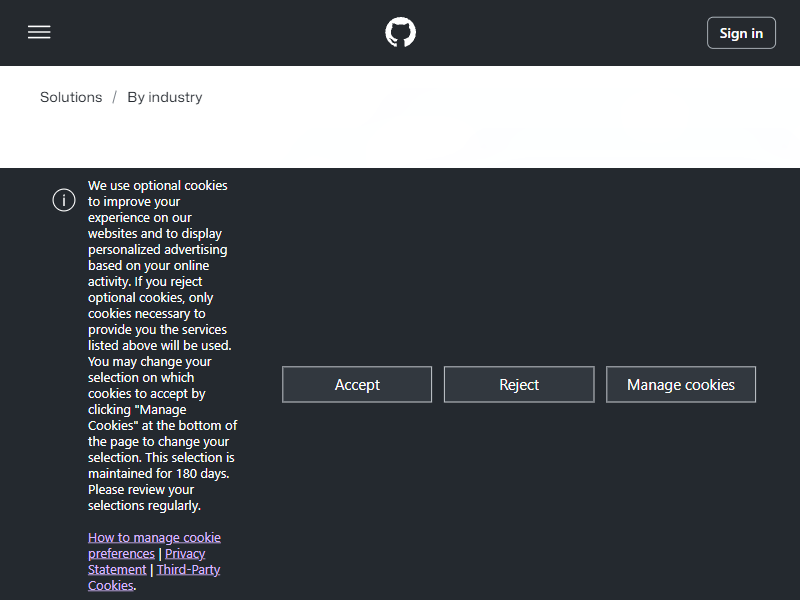 Sign in
Solutions / By industry
We use optional cookies
to improve your
experience on our
websites and to display
personalized advertising
based on your online
activity. If you reject
optional cookies, only
cookies necessary to
provide you the services
listed above will be used.
You may change your
selection on which
cookies to accept by
clicking "Manage
Cookies" at the bottom of
the page to change your
selection. This selection is
maintained for 180 days.
Please review your
selections regularly.
How to manage cookie
preferences | Privacy
Statement | Third-Party
Cookies.
Accept
Reject
Manage cookies